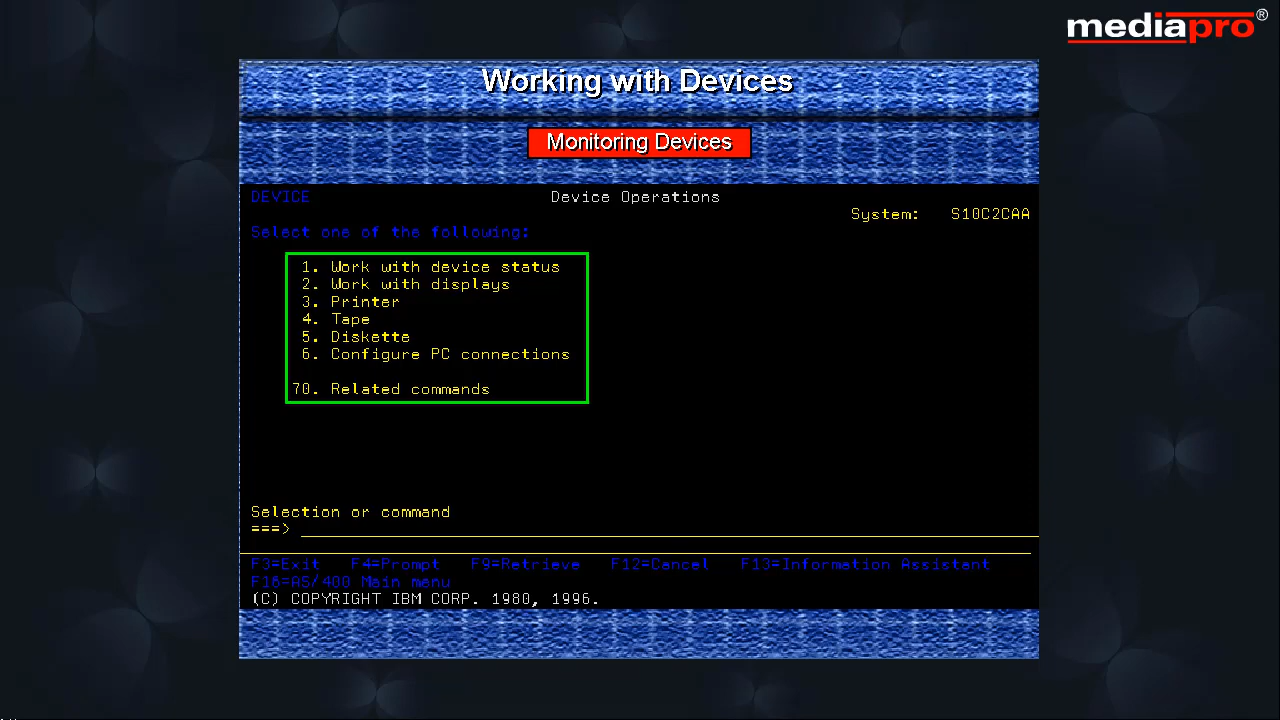 mediapro®
Working with Devices
Monitoring Devices
DEVICE Device Operations
System: S10C2CAA
Select one of the following:
1. Work with device status
2. Work with displays
3. Printer
4. Tape
5. Diskette
6. Configure PC connections
70. Related commands
Selection or command
===>
F3=Exit F4=Prompt F9=Retrieve F12=Cancel F13=Information Assistant
F16=AS/400 Main menu
(C) COPYRIGHT IBM CORP. 1980, 1996.